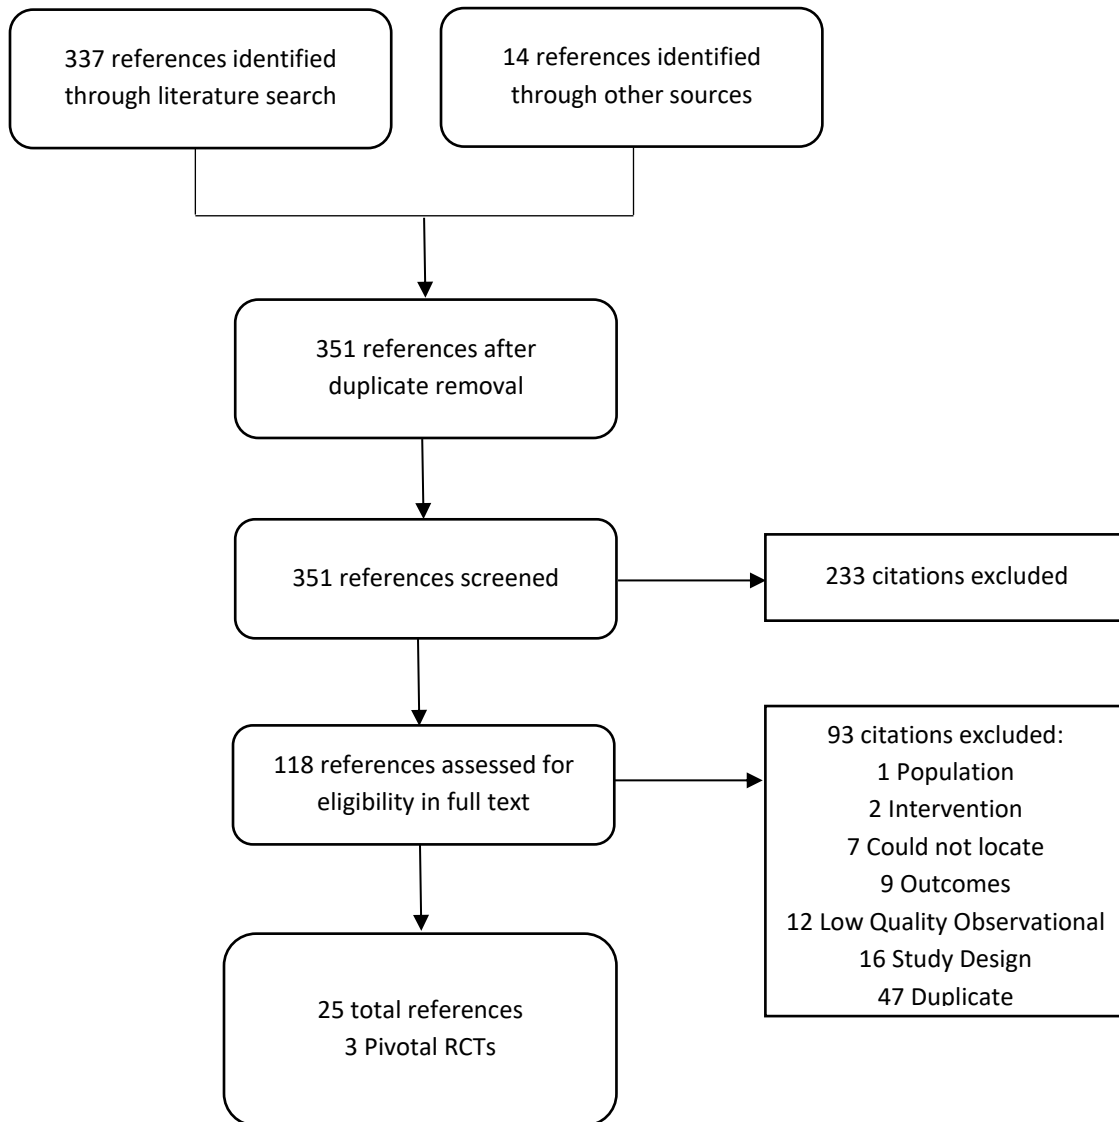 337 references identified
through literature search
14 references identified
through other sources
351 references after
duplicate removal
351 references screened
233 citations excluded
118 references assessed for
eligibility in full text
93 citations excluded:
1 Population
2 Intervention
7 Could not locate
9 Outcomes
12 Low Quality Observational
16 Study Design
47 Duplicate
25 total references
3 Pivotal RCTs